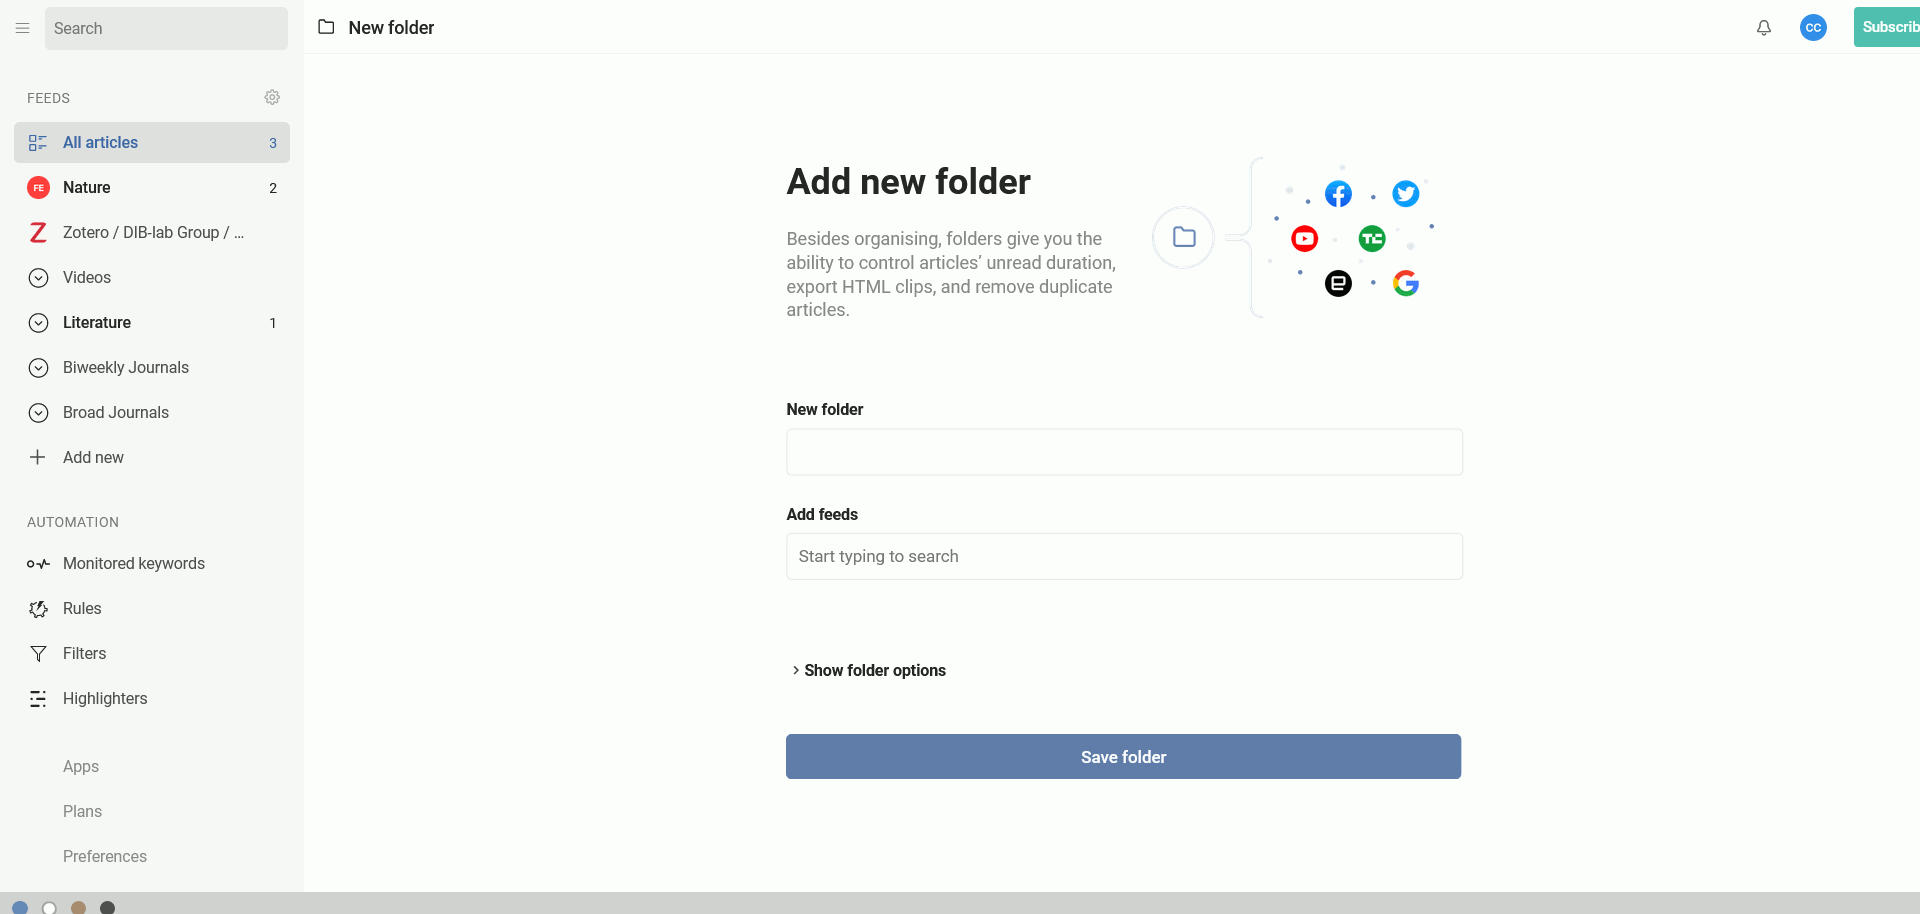 Search
New folder
CC
Subscrib
FEEDS
All articles 3
FE Nature 2
Zotero / DIB-lab Group / ...
Videos
Literature 1
Biweekly Journals
Broad Journals
Add new
AUTOMATION
Monitored keywords
Rules
Filters
Highlighters
Apps
Plans
Preferences
Add new folder
Besides organising, folders give you the
ability to control articles' unread duration,
export HTML clips, and remove duplicate
articles.
New folder
Add feeds
Start typing to search
Show folder options
Save folder